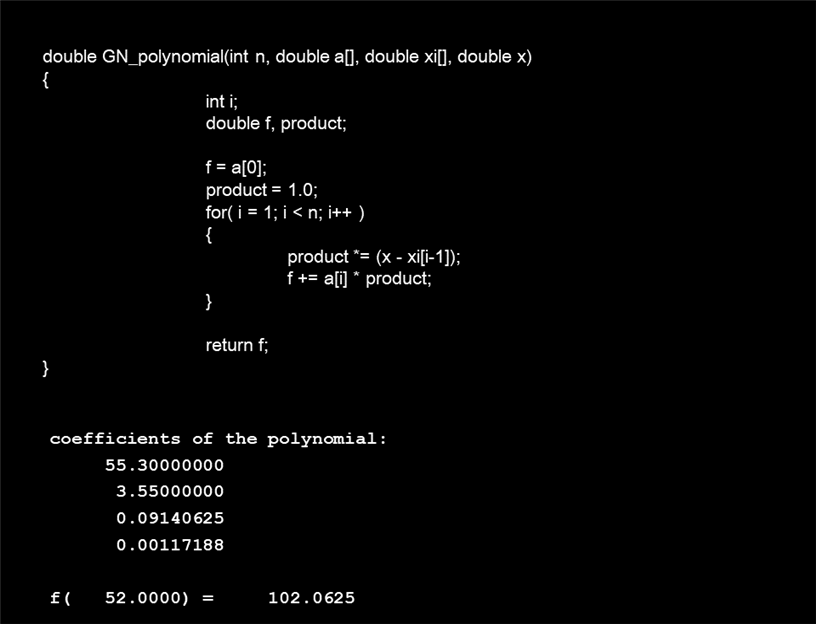 double GN_polynomial(int n, double a[], double xi[], double x)
{
int i;
double f, product;
f = a[0];
product = 1.0;
for( i = 1; i < n; i++ )
{
product *= (x - xi[i-1]);
f += a[i] * product;
}
return f;
}
coefficients of the polynomial:
55.30000000
3.55000000
0.09140625
0.00117188
f(   52.0000) =     102.0625